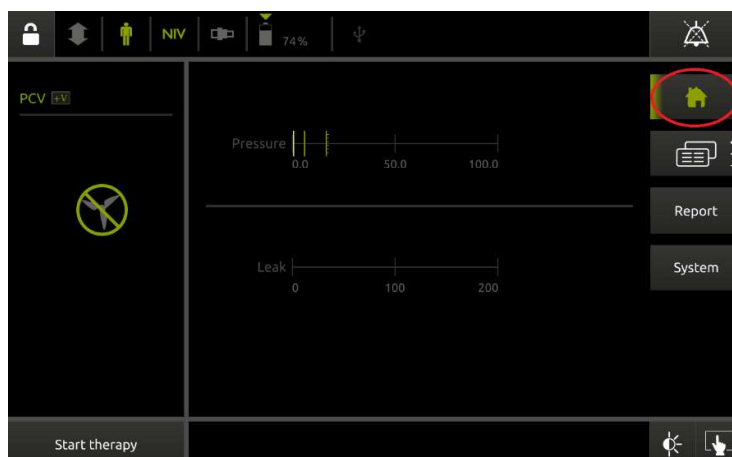 NIV
74%
PCV +V
Pressure
0.0 50.0 100.0
Report
Leak
0 100 200
System
Start therapy